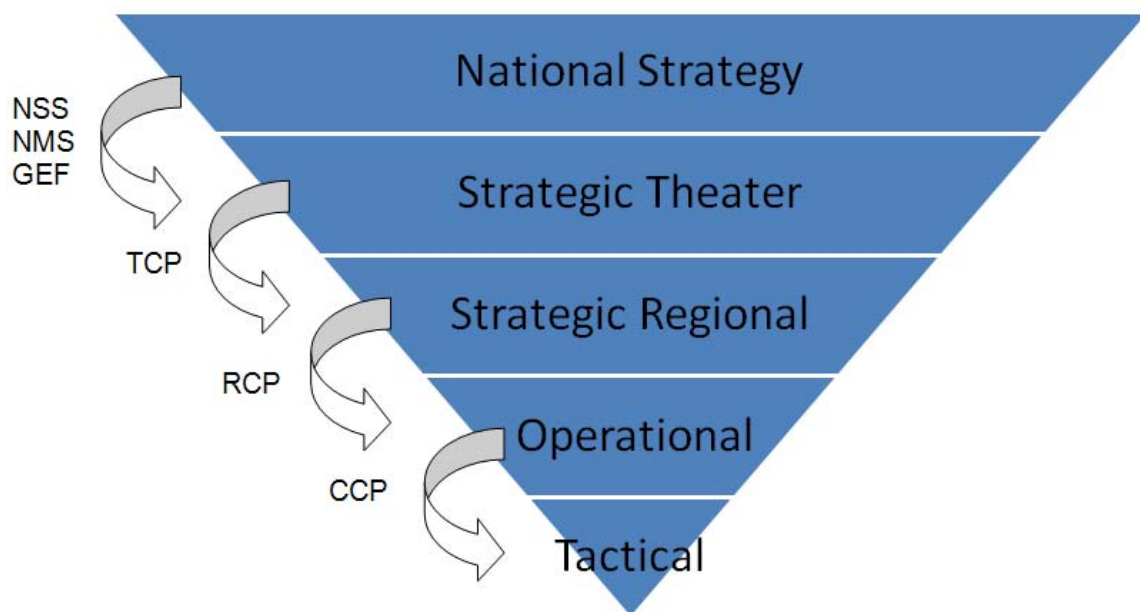 National Strategy
NSS
NMS
GEF
Strategic Theater
TCP
Strategic Regional
RCP
Operational
CCP
Tactical